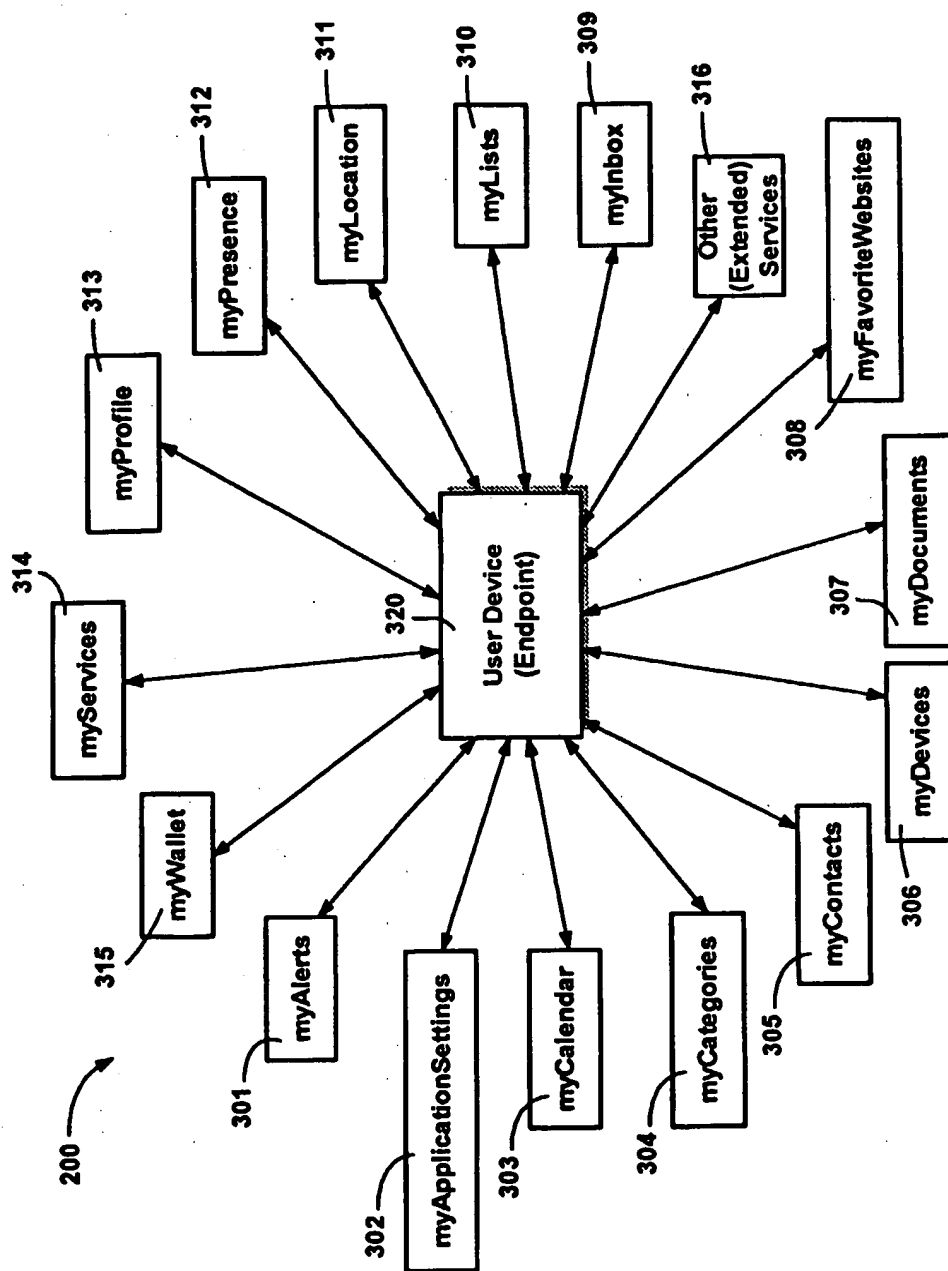 200
314
myServices
313
myProfile
312
myPresence
311
myLocation
310
myLists
309
myInbox
316
Other
(Extended)
Services
308
myFavoriteWebsites
307
myDocuments
306
myDevices
305
myContacts
304
myCategories
303
myCalendar
302
myApplicationSettings
301
myAlerts
315
myWallet
320
User Device
(Endpoint)